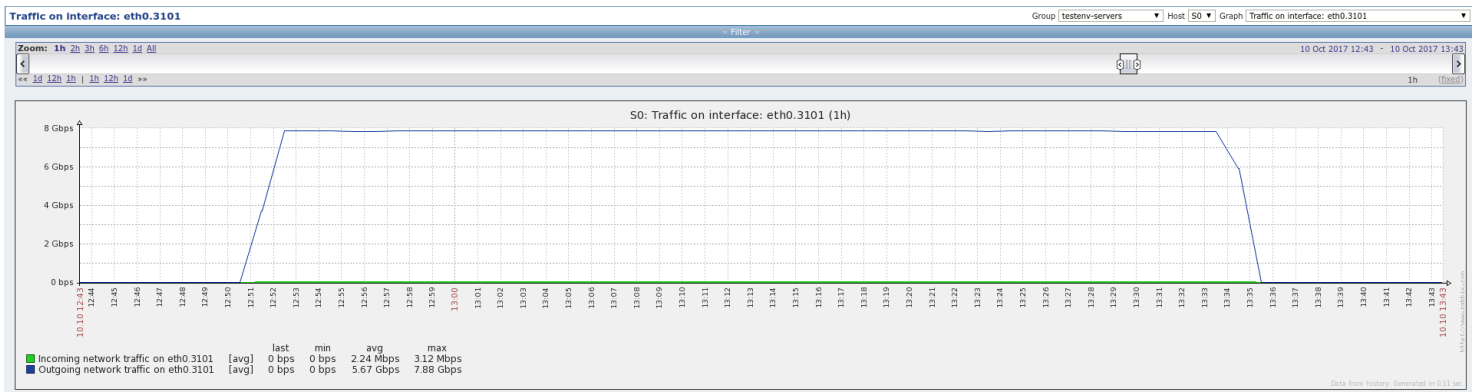 Traffic on interface: eth0.3101 Group testenv-servers Host S0 Graph Traffic on interface: eth0.3101
« Filter »
Zoom: 1h 2h 3h 6h 12h 1d All 10 Oct 2017 12:43 - 10 Oct 2017 13:43
«« 1d 12h 1h | 1h 12h 1d »» 1h (fixed)
S0: Traffic on interface: eth0.3101 (1h)
8 Gbps
6 Gbps
4 Gbps
2 Gbps
0 bps
10.10 12:43 12:44 12:45 12:46 12:47 12:48 12:49 12:50 12:51 12:52 12:53 12:54 12:55 12:56 12:57 12:58 12:59 13:00 13:01 13:02 13:03 13:04 13:05 13:06 13:07 13:08 13:09 13:10 13:11 13:12 13:13 13:14 13:15 13:16 13:17 13:18 13:19 13:20 13:21 13:22 13:23 13:24 13:25 13:26 13:27 13:28 13:29 13:30 13:31 13:32 13:33 13:34 13:35 13:36 13:37 13:38 13:39 13:40 13:41 13:42 13:43 10.10 13:43
last min avg max
Incoming network traffic on eth0.3101 [avg] 0 bps 0 bps 2.24 Mbps 3.12 Mbps
Outgoing network traffic on eth0.3101 [avg] 0 bps 0 bps 5.67 Gbps 7.88 Gbps
Data from history. Generated in 0.11 sec.